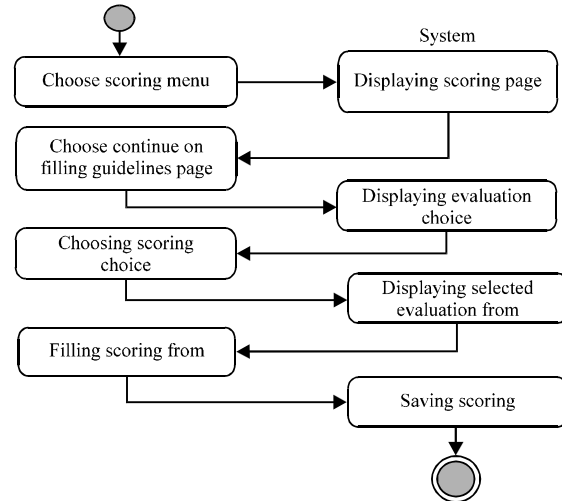 System
Choose scoring menu
Displaying scoring page
Choose continue on
filling guidelines page
Displaying evaluation
choice
Choosing scoring
choice
Displaying selected
evaluation from
Filling scoring from
Saving scoring